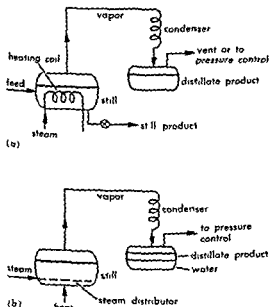 vapor
condenser
heating coil
vent or to
pressure control
feed
distillate product
still
steam
still product
(a)
vapor
condenser
to pressure
control
steam
distillate product
still
water
steam distributor
(b)